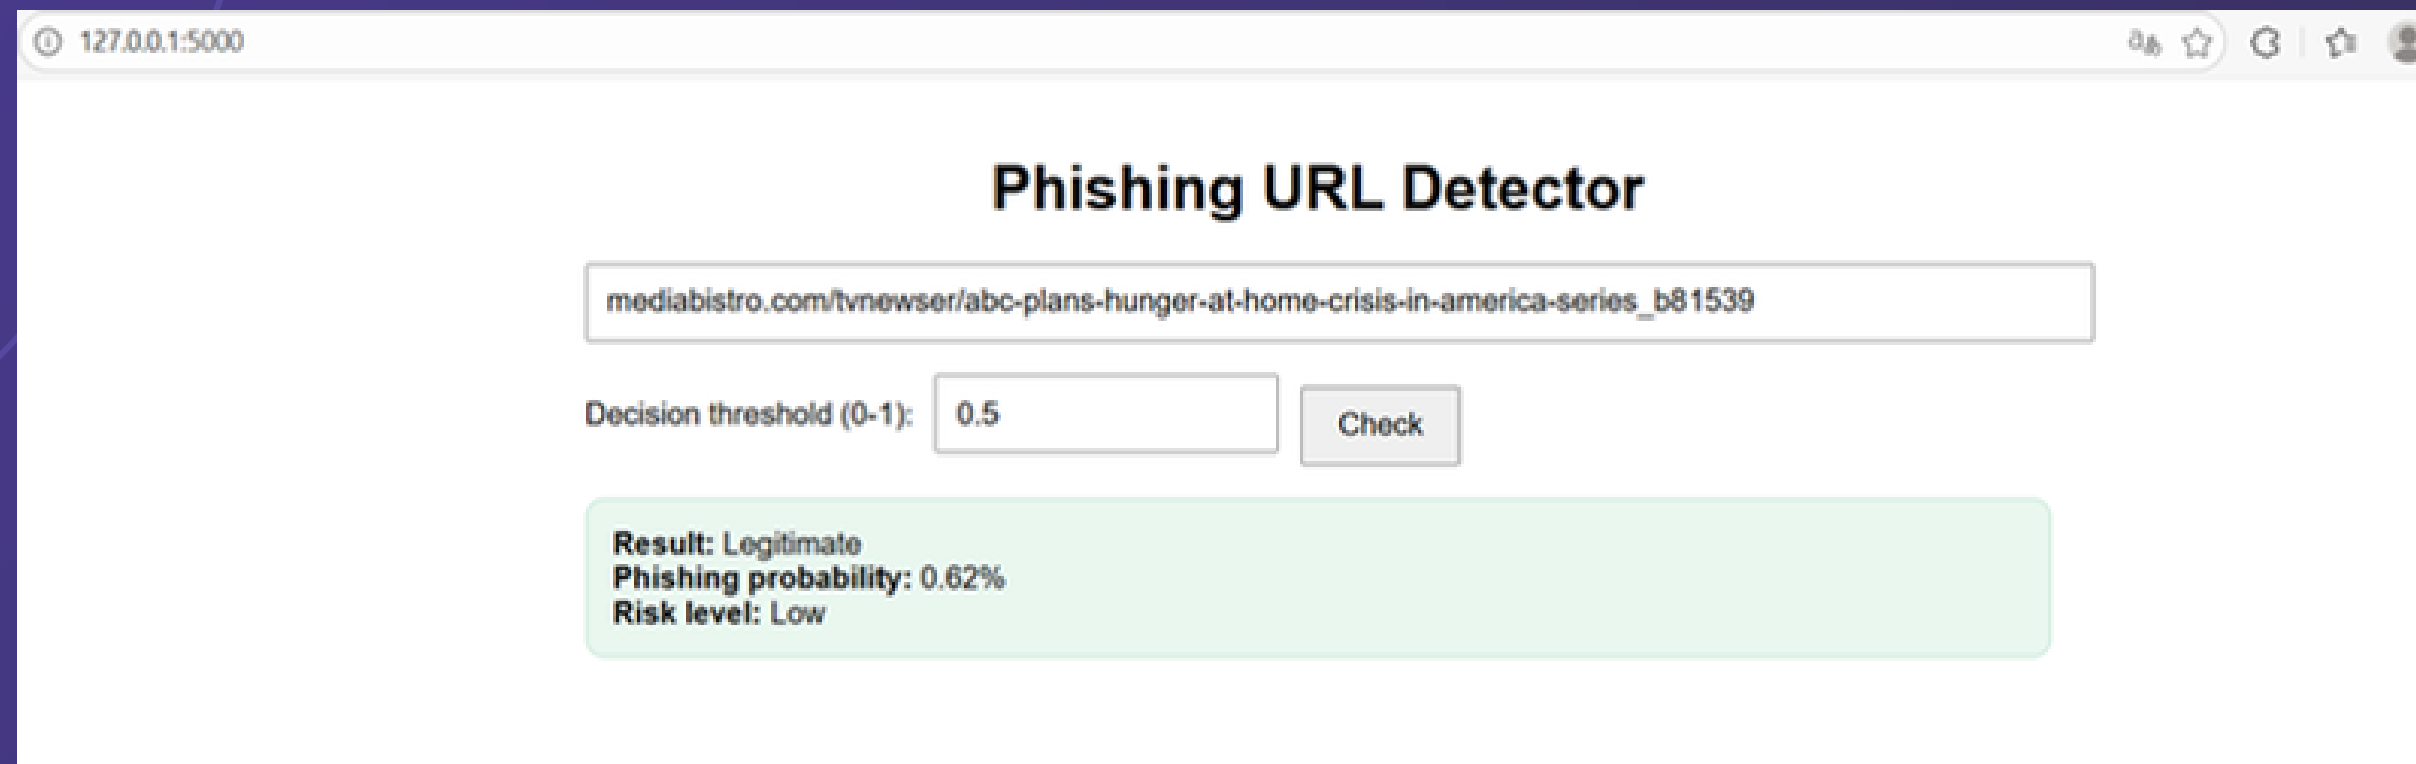 127.0.0.1:5000
Phishing URL Detector
mediabistro.com/tvnewser/abc-plans-hunger-at-home-crisis-in-america-series_b81539
Decision threshold (0-1): 0.5 Check
Result: Legitimate
Phishing probability: 0.62%
Risk level: Low